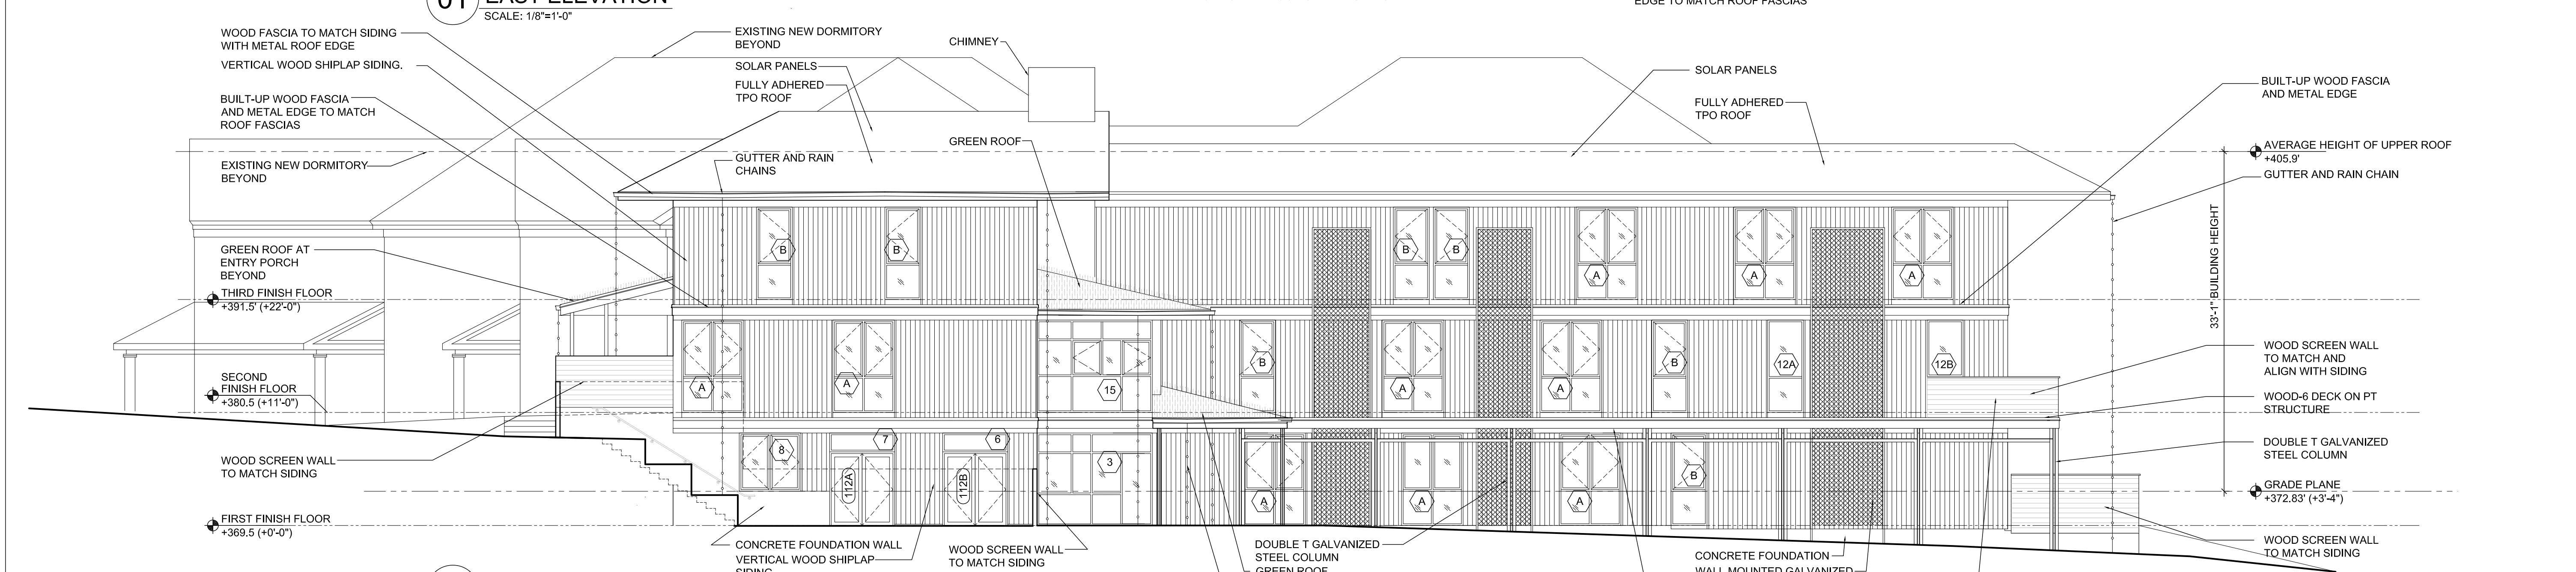 01 EAST ELEVATION
SCALE: 1/8"=1'-0"
EDGE TO MATCH ROOF FASCIAS
WOOD FASCIA TO MATCH SIDING
WITH METAL ROOF EDGE
VERTICAL WOOD SHIPLAP SIDING.
BUILT-UP WOOD FASCIA
AND METAL EDGE TO MATCH
ROOF FASCIAS
EXISTING NEW DORMITORY
BEYOND
GREEN ROOF AT
ENTRY PORCH
BEYOND
THIRD FINISH FLOOR
+391.5' (+22'-0")
SECOND
FINISH FLOOR
+380.5 (+11'-0")
WOOD SCREEN WALL
TO MATCH SIDING
FIRST FINISH FLOOR
+369.5 (+0'-0")
EXISTING NEW DORMITORY
BEYOND
SOLAR PANELS
FULLY ADHERED
TPO ROOF
GUTTER AND RAIN
CHAINS
CHIMNEY
GREEN ROOF
SOLAR PANELS
FULLY ADHERED
TPO ROOF
BUILT-UP WOOD FASCIA
AND METAL EDGE
AVERAGE HEIGHT OF UPPER ROOF
+405.9'
GUTTER AND RAIN CHAIN
33'-1" BUILDING HEIGHT
WOOD SCREEN WALL
TO MATCH AND
ALIGN WITH SIDING
WOOD-6 DECK ON PT
STRUCTURE
DOUBLE T GALVANIZED
STEEL COLUMN
GRADE PLANE
+372.83' (+3'-4")
WOOD SCREEN WALL
TO MATCH SIDING
B B B B A A A
A A 15 B A A B 12A 12B
8 7 6 3 A A A B
112A 112B
CONCRETE FOUNDATION WALL
VERTICAL WOOD SHIPLAP
SIDING
WOOD SCREEN WALL
TO MATCH SIDING
DOUBLE T GALVANIZED
STEEL COLUMN
GREEN ROOF
CONCRETE FOUNDATION
WALL MOUNTED GALVANIZED